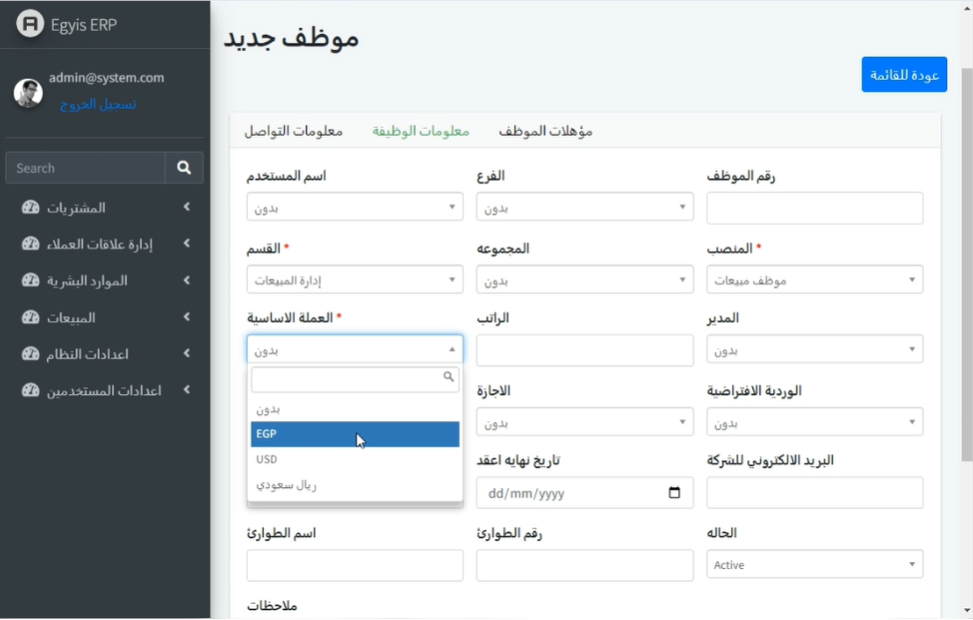 Egyis ERP
admin@system.com
تسجيل الخروج
Search
المشتريات
إدارة علاقات العملاء
الموارد البشرية
المبيعات
اعدادات النظام
اعدادات المستخدمين
موظف جديد
عودة للقائمة
مؤهلات الموظف
معلومات الوظيفة
معلومات التواصل
رقم الموظف
الفرع
اسم المستخدم
بدون
بدون
* المنصب
المجموعه
* القسم
موظف مبيعات
بدون
إدارة المبيعات
المدير
الراتب
* العملة الاساسية
بدون
بدون
بدون
EGP
USD
ريال سعودي
الوردية الافتراضية
الاجازة
بدون
بدون
البريد الالكتروني للشركة
تاريخ نهايه اعقد
dd/mm/yyyy
الحاله
رقم الطوارئ
اسم الطوارئ
Active
ملاحظات